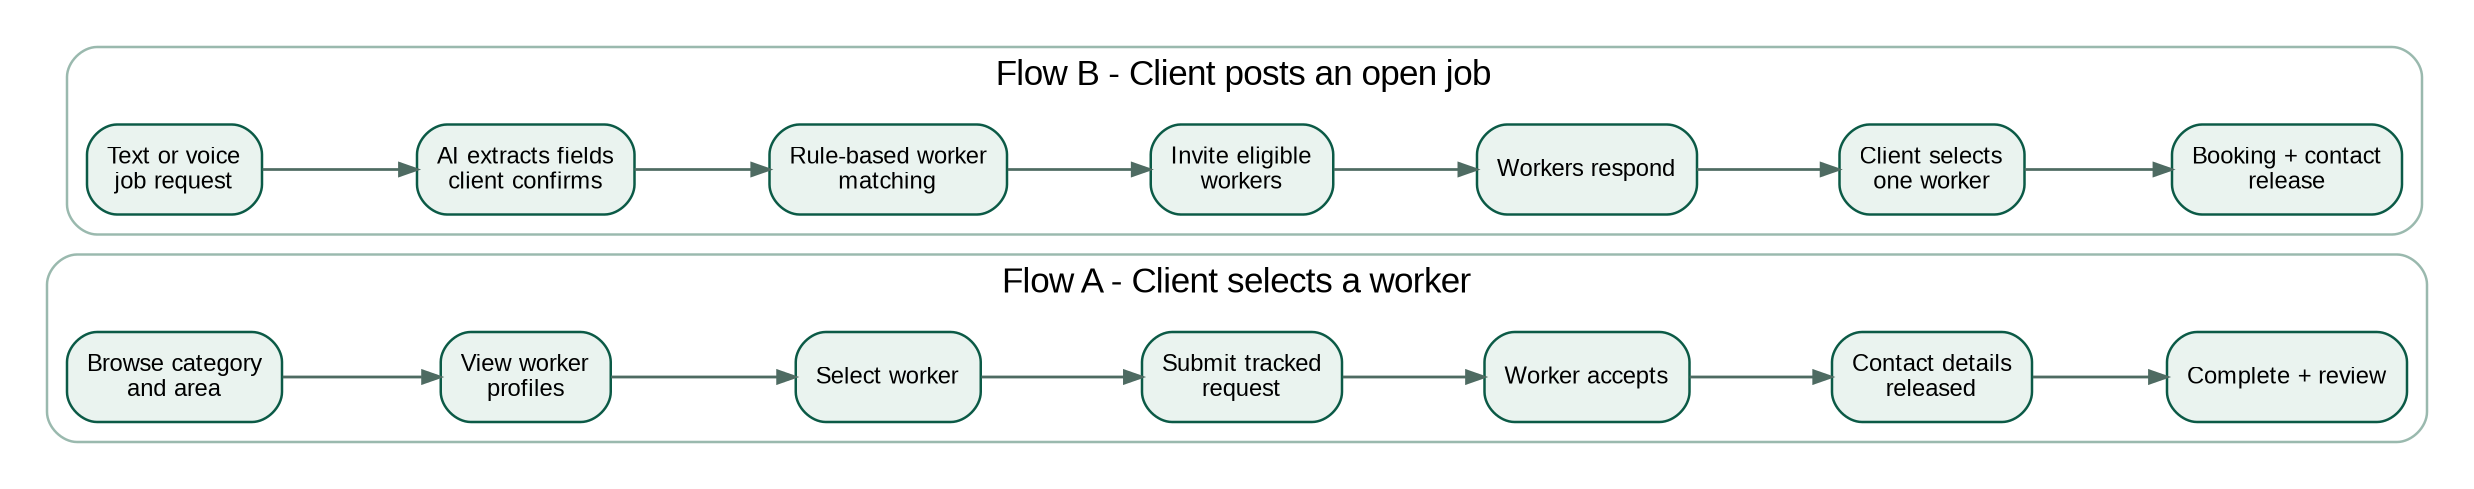 Flow B - Client posts an open job
Text or voice
job request
AI extracts fields
client confirms
Rule-based worker
matching
Invite eligible
workers
Workers respond
Client selects
one worker
Booking + contact
release
Flow A - Client selects a worker
Browse category
and area
View worker
profiles
Select worker
Submit tracked
request
Worker accepts
Contact details
released
Complete + review